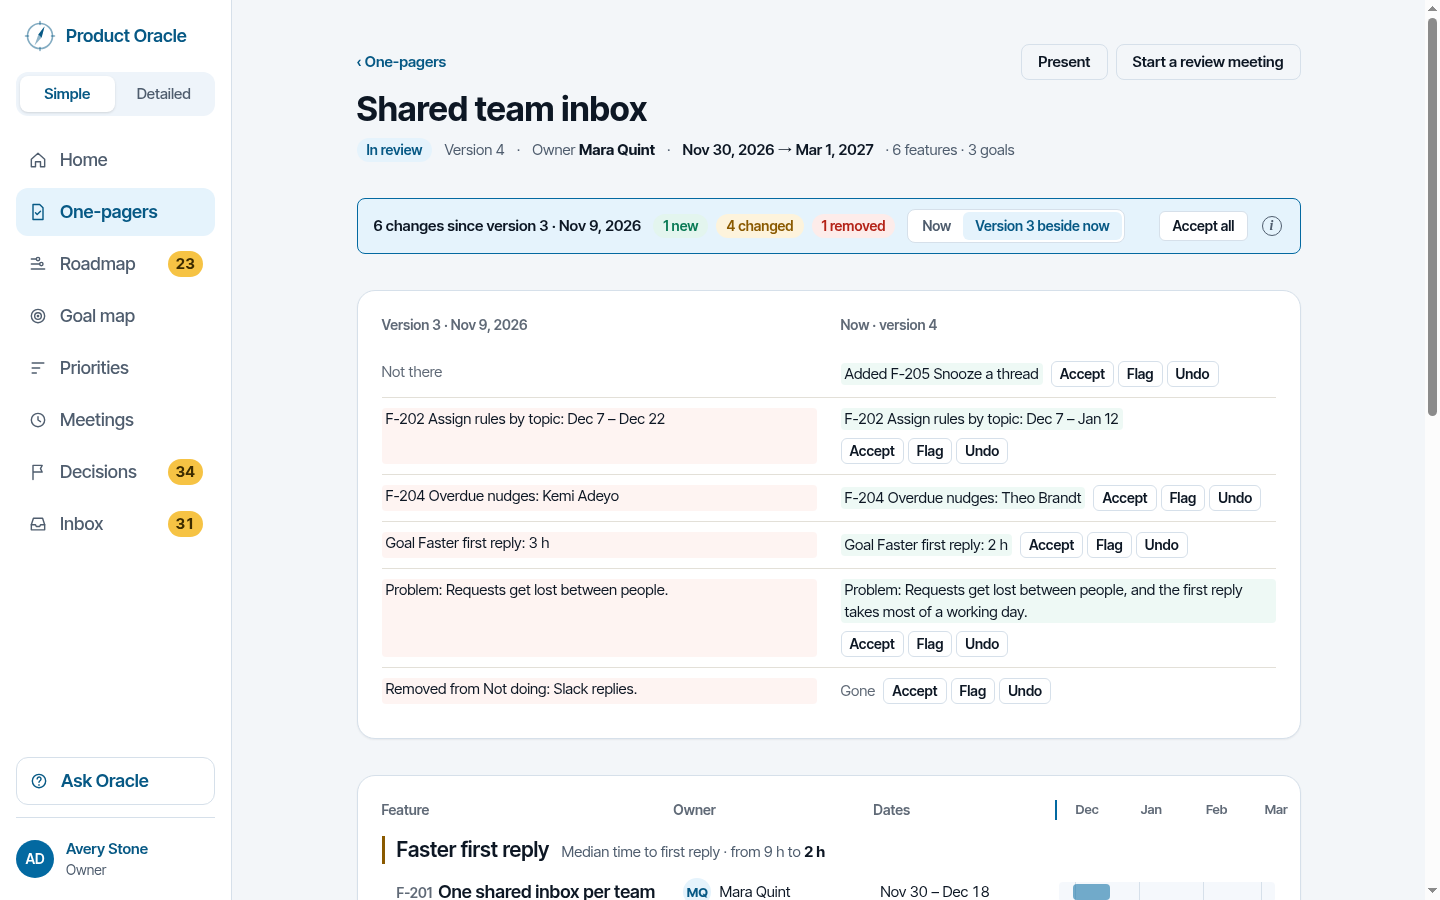 Product Oracle
Simple Detailed
Home
One-pagers
Roadmap 23
Goal map
Priorities
Meetings
Decisions 34
Inbox 31
Ask Oracle
AD Avery Stone
Owner
‹ One-pagers
Present Start a review meeting
Shared team inbox
In review Version 4 · Owner Mara Quint · Nov 30, 2026 → Mar 1, 2027 · 6 features · 3 goals
6 changes since version 3 · Nov 9, 2026 1 new 4 changed 1 removed Now Version 3 beside now Accept all i
Version 3 · Nov 9, 2026 Now · version 4
Not there Added F-205 Snooze a thread Accept Flag Undo
F-202 Assign rules by topic: Dec 7 – Dec 22 F-202 Assign rules by topic: Dec 7 – Jan 12
Accept Flag Undo
F-204 Overdue nudges: Kemi Adeyo F-204 Overdue nudges: Theo Brandt Accept Flag Undo
Goal Faster first reply: 3 h Goal Faster first reply: 2 h Accept Flag Undo
Problem: Requests get lost between people. Problem: Requests get lost between people, and the first reply
takes most of a working day.
Accept Flag Undo
Removed from Not doing: Slack replies. Gone Accept Flag Undo
Feature Owner Dates Dec Jan Feb Mar
Faster first reply Median time to first reply · from 9 h to 2 h
F-201 One shared inbox per team MQ Mara Quint Nov 30 – Dec 18